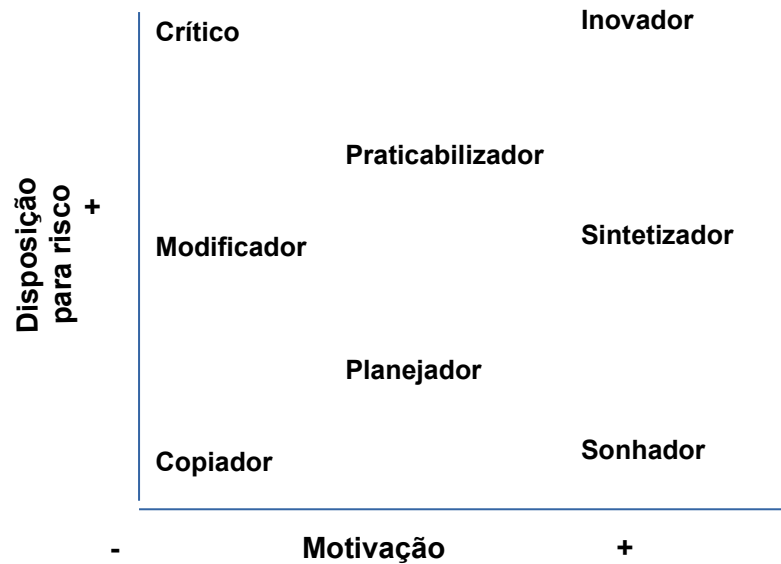 Crítico
Inovador
Praticabilizador
Disposição
para risco
+
Modificador
Sintetizador
Planejador
Copiador
Sonhador
- Motivação +